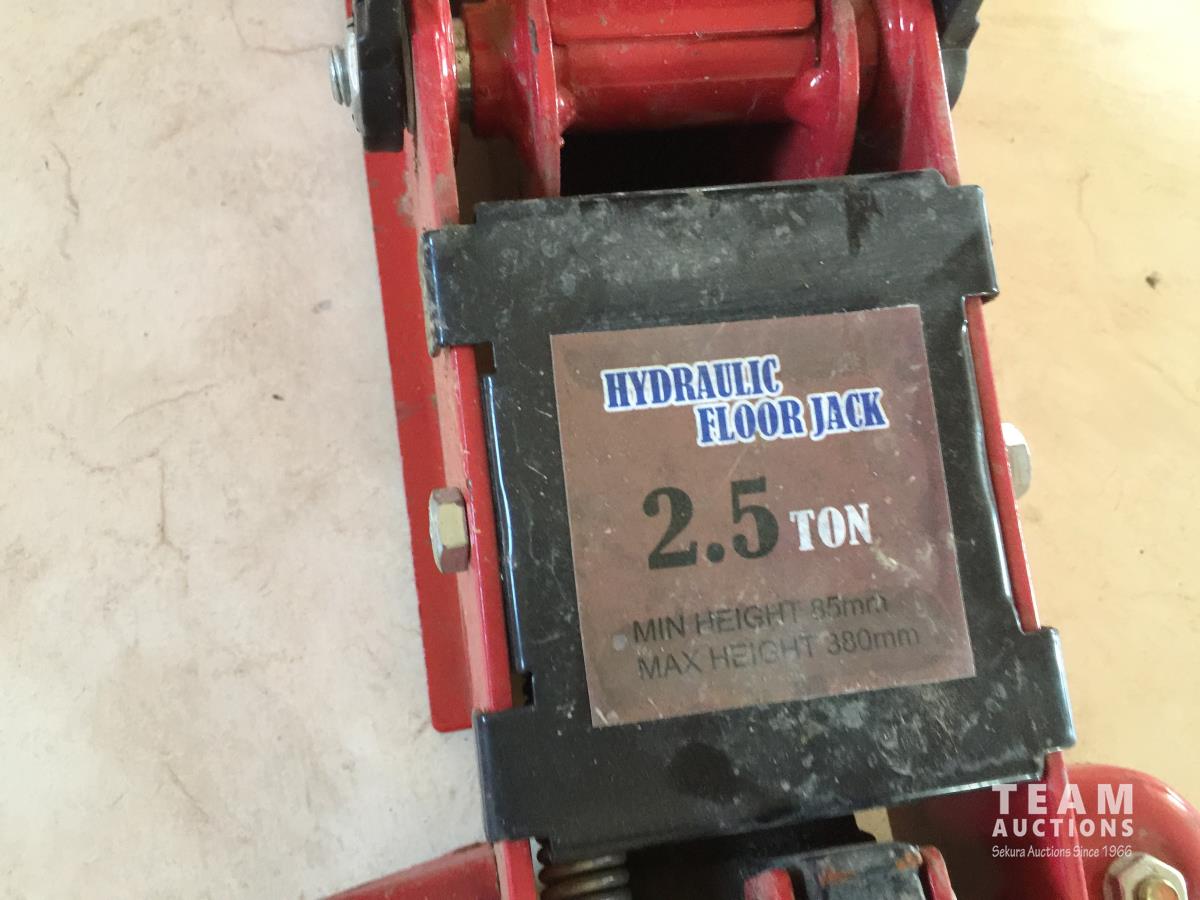 HYDRAULIC
FLOOR JACK
2.5 TON
MIN HEIGHT 85mm
MAX HEIGHT 380mm
TEAM
AUCTIONS
Sekura Auctions Since 1966